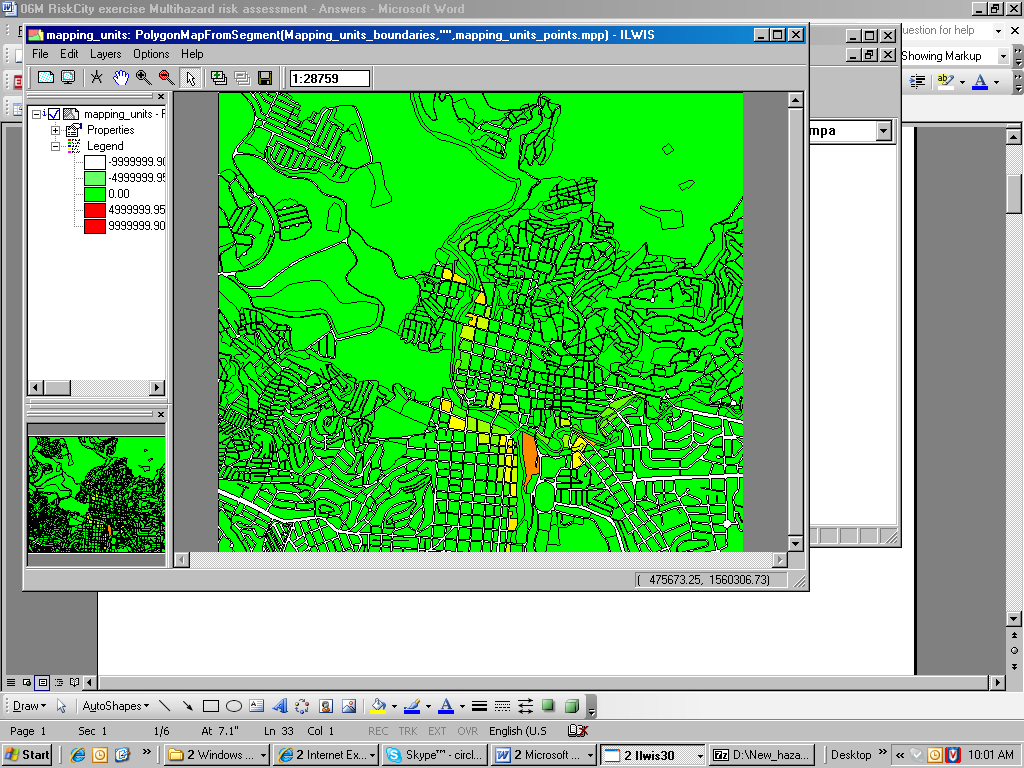 06M RiskCity exercise Multihazard risk assessment - Answers - Microsoft Word
mapping_units: PolygonMapFromSegment(Mapping_units_boundaries,"",mapping_units_points.mpp) - ILWIS
uestion for help
File Edit Layers Options Help
Showing Markup
1:28759
mapping_units - F
Properties
Legend
-9999999.90
-4999999.95
0.00
4999999.95
9999999.90
mpa
( 475673.25, 1560306.73)
Draw AutoShapes
Page 1 Sec 1 1/6 At 7.1" Ln 33 Col 1 REC TRK EXT OVR English (U.S
Start 2 Windows ... 2 Internet Ex... Skype™ - circl... 2 Microsoft ... 2 Ilwis30 D:\New_haza... Desktop 10:01 AM